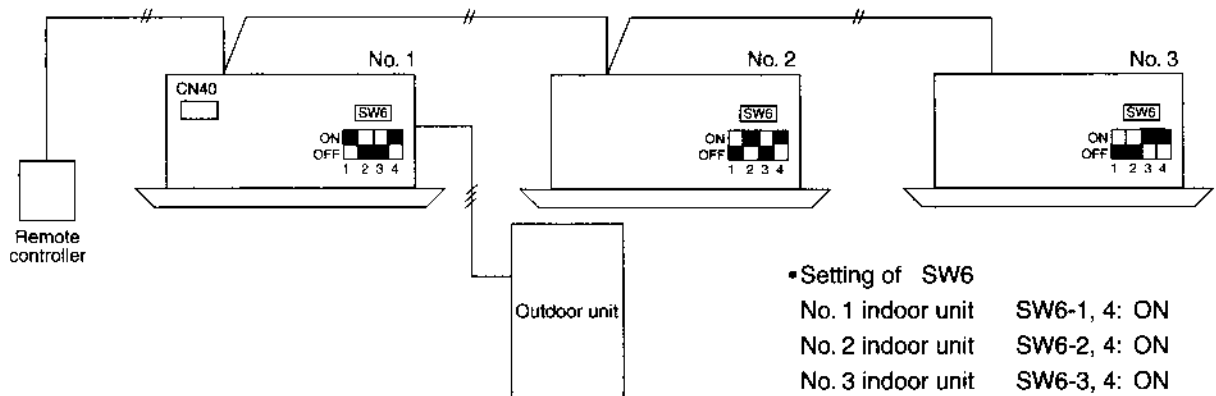 No. 1
No. 2
No. 3
CN40
SW6
ON
OFF
1 2 3 4
SW6
ON
OFF
1 2 3 4
SW6
ON
OFF
1 2 3 4
Remote
controller
Outdoor unit
•Setting of SW6
No. 1 indoor unit SW6-1, 4: ON
No. 2 indoor unit SW6-2, 4: ON
No. 3 indoor unit SW6-3, 4: ON